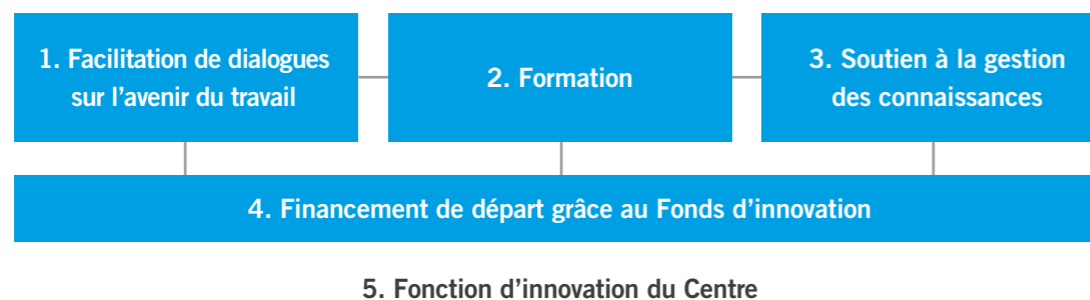 1. Facilitation de dialogues
sur l’avenir du travail
2. Formation
3. Soutien à la gestion
des connaissances
4. Financement de départ grâce au Fonds d’innovation
5. Fonction d’innovation du Centre